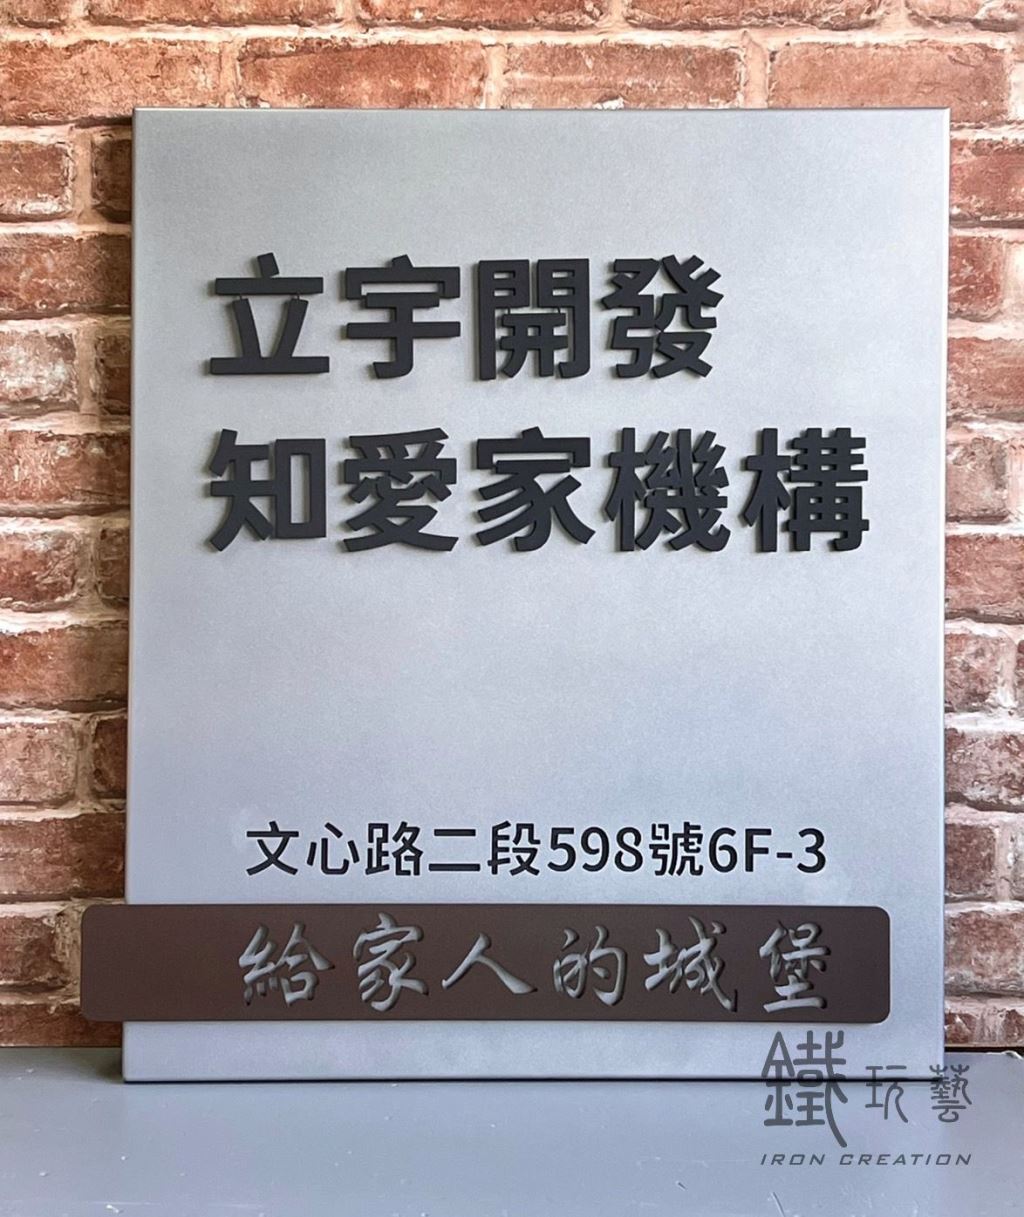 立宇開發
知愛家機構
文心路二段598號6F-3
給家人的城堡
鐵玩藝
IRON CREATION